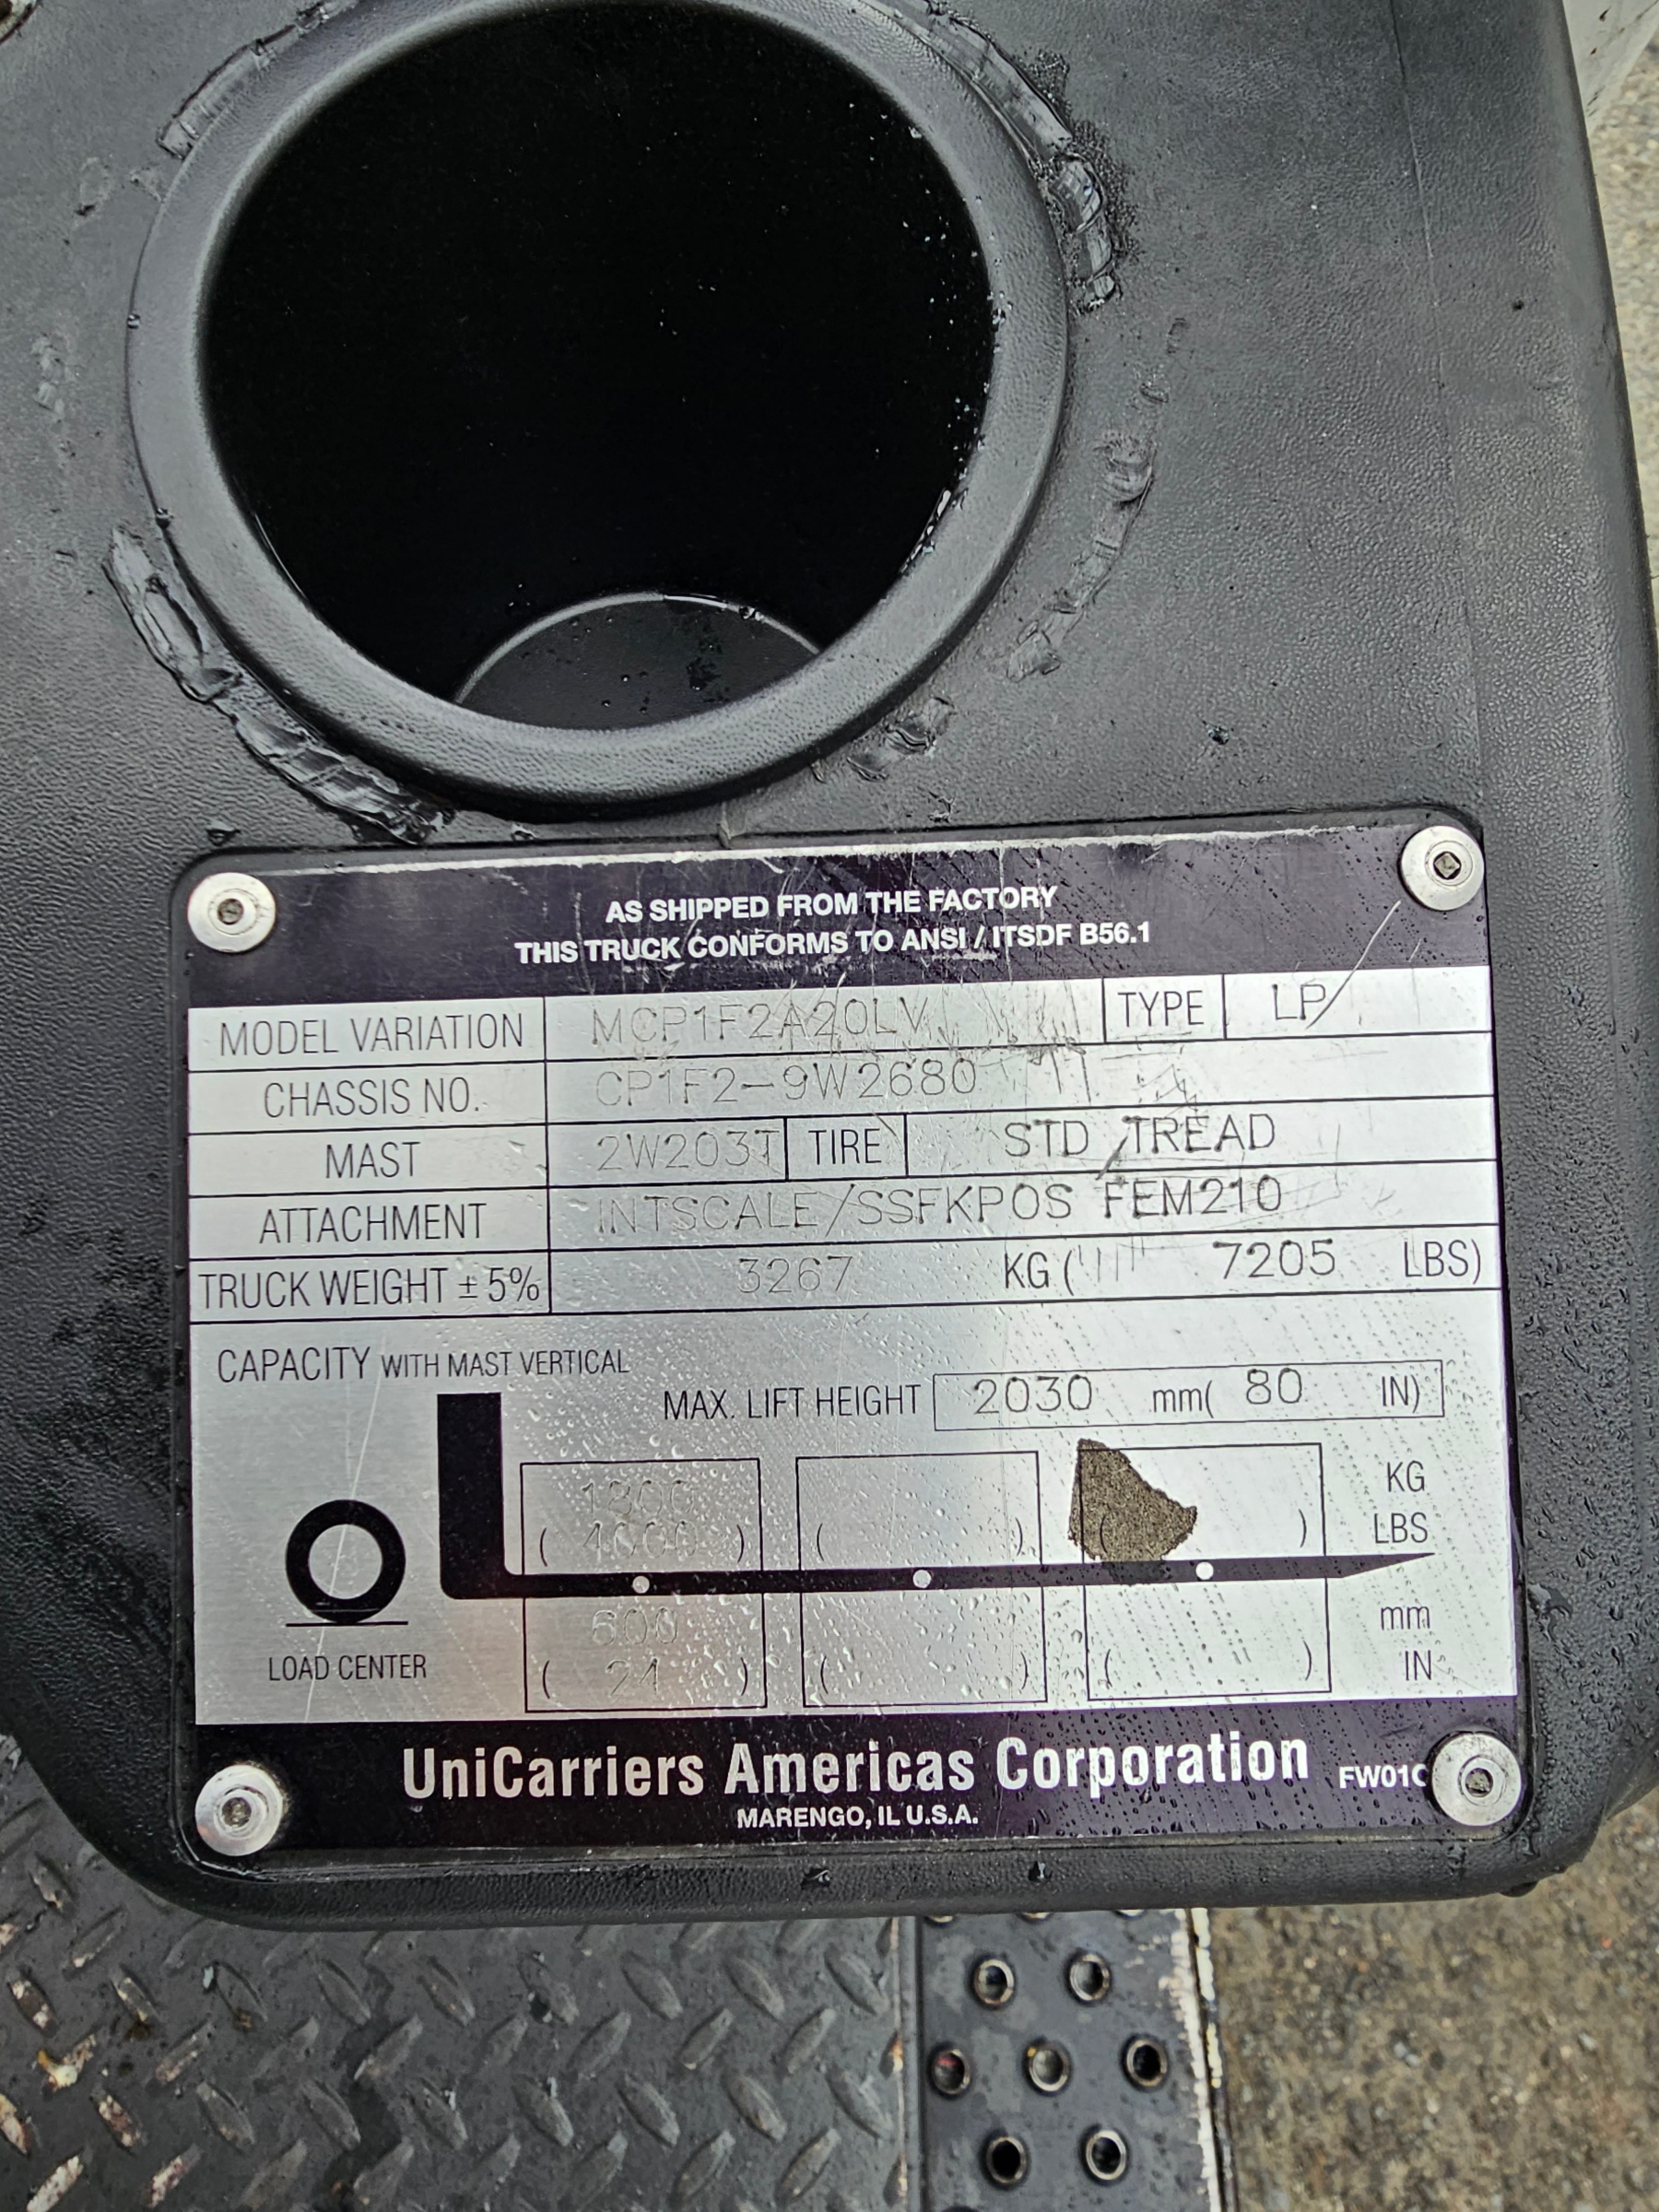 AS SHIPPED FROM THE FACTORY
THIS TRUCK CONFORMS TO ANSI / ITSDF B56.1
MODEL VARIATION MCP1F2A20LV TYPE LP
CHASSIS NO. CP1F2-9W2680
MAST 2W203T TIRE STD TREAD
ATTACHMENT INTSCALE/SSFKPOS FEM210
TRUCK WEIGHT ± 5% 3267 KG ( 7205 LBS)
CAPACITY WITH MAST VERTICAL
MAX. LIFT HEIGHT 2030 mm( 80 IN)
1800 KG
( 4000 ) ( ) ( ) LBS
600 mm
LOAD CENTER ( 24 ) ( ) ( ) IN
UniCarriers Americas Corporation FW01C
MARENGO, IL U.S.A.